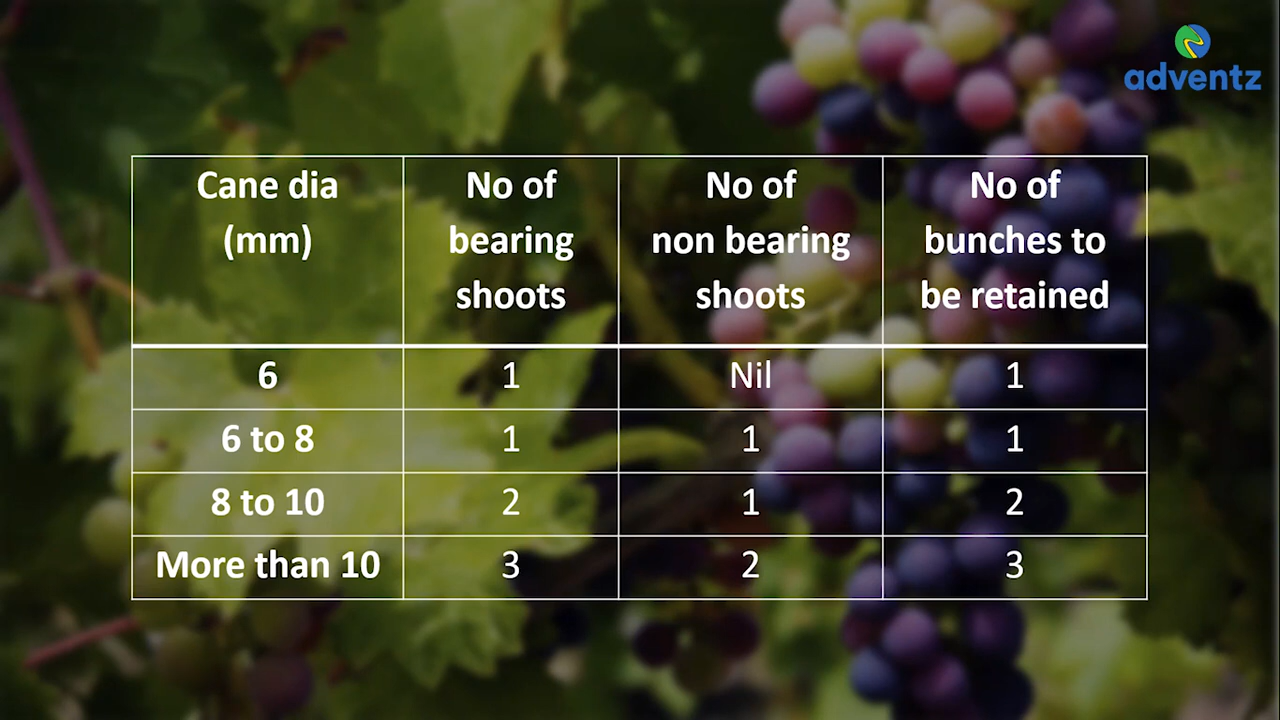 adventz
Cane dia
(mm)
No of
bearing
shoots
No of
non bearing
shoots
No of
bunches to
be retained
6
1
Nil
1
6 to 8
1
1
1
8 to 10
2
1
2
More than 10
3
2
3